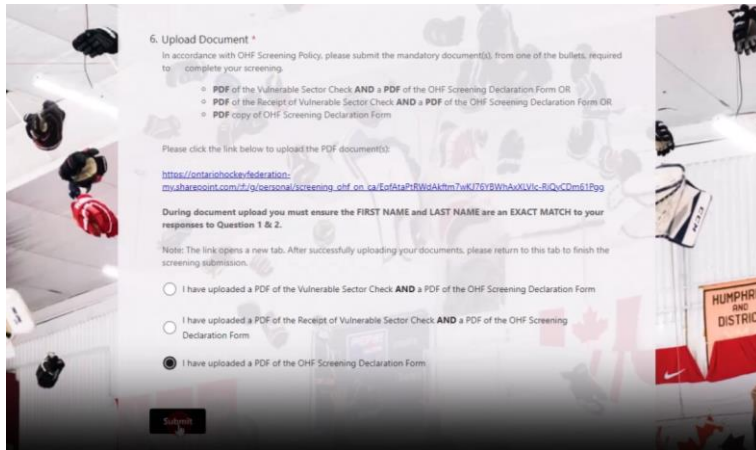 6. Upload Document *
In accordance with OHF Screening Policy, please submit the mandatory document(s), from one of the bullets, required
to complete your screening.
PDF of the Vulnerable Sector Check AND a PDF of the OHF Screening Declaration Form OR
PDF of the Receipt of Vulnerable Sector Check AND a PDF of the OHF Screening Declaration Form OR
PDF copy of OHF Screening Declaration Form
Please click the link below to upload the PDF document(s):
https://ontariohockeyfederation-
During document upload you must ensure the FIRST NAME and LAST NAME are an EXACT MATCH to your
responses to Question 1 & 2.
Note: The link opens a new tab. After successfully uploading your documents, please return to this tab to finish the
screening submission.
I have uploaded a PDF of the Vulnerable Sector Check AND a PDF of the OHF Screening Declaration Form
I have uploaded a PDF of the Receipt of Vulnerable Sector Check AND a PDF of the OHF Screening
Declaration Form
I have uploaded a PDF of the OHF Screening Declaration Form
Submit
CCM
HUMPHR
AND
DISTRIC